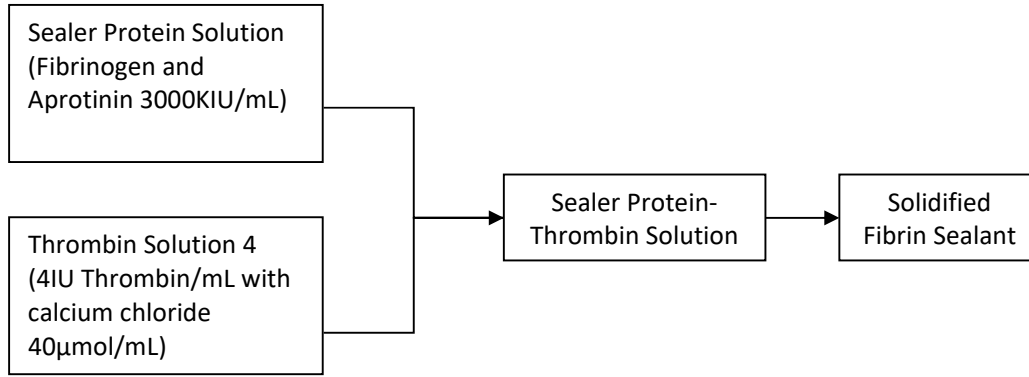 Sealer Protein Solution
(Fibrinogen and
Aprotinin 3000KIU/mL)
Thrombin Solution 4
(4IU Thrombin/mL with
calcium chloride
40µmol/mL)
Sealer Protein-
Thrombin Solution
Solidified
Fibrin Sealant